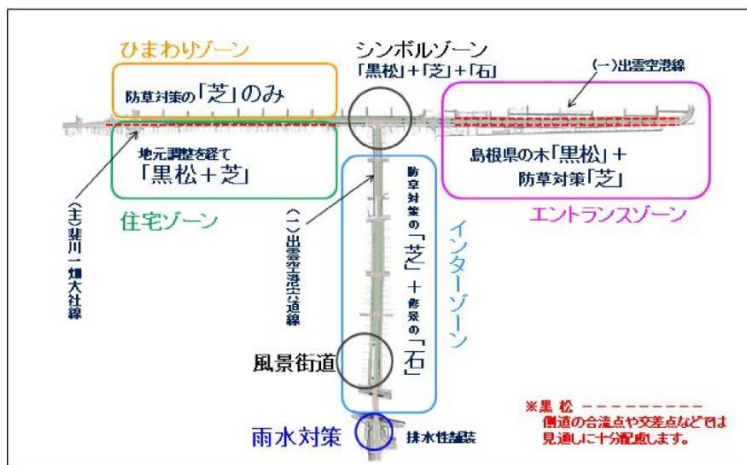 ひまわりゾーン
防草対策の「芝」のみ
シンボルゾーン
「黒松」+「芝」+「石」
(一)出雲空港線
地元調整を経て
「黒松+芝」
住宅ゾーン
島根県の木「黒松」+
防草対策「芝」
エントランスゾーン
(主)斐川一畑大社線
(一)出雲空港宍道線
防草対策の「芝」+修景の「石」
インターゾーン
風景街道
雨水対策
排水性舗装
※黒 松 - - - - - - - - -
側道の合流点や交差点などでは
見通しに十分配慮します。